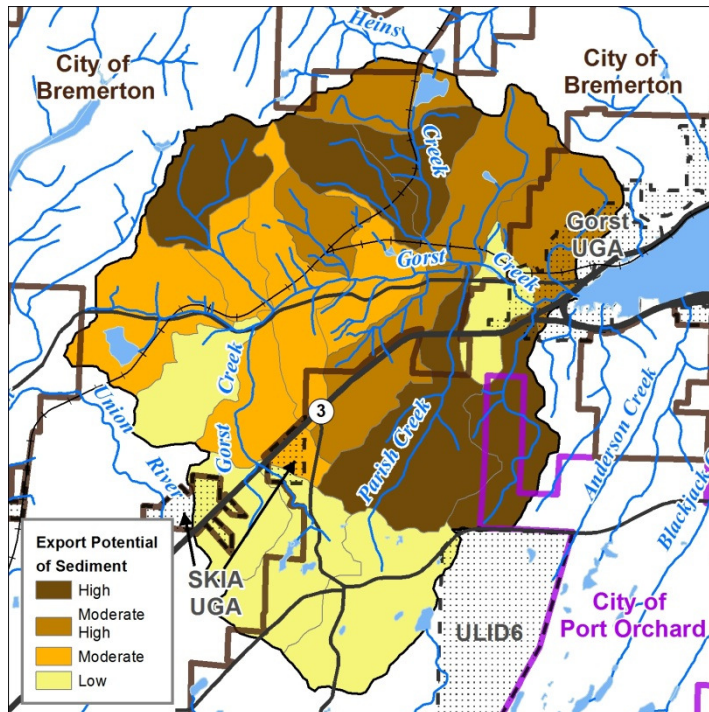 Heins
City of
Bremerton
City of
Bremerton
Creek
Gorst
UGA
Gorst
Creek
Creek
Gorst
3
Union
River
Parish Creek
Anderson Creek
Blackjack
SKIA
UGA
ULID6
City of
Port Orchard
Export Potential
of Sediment
High
Moderate
High
Moderate
Low